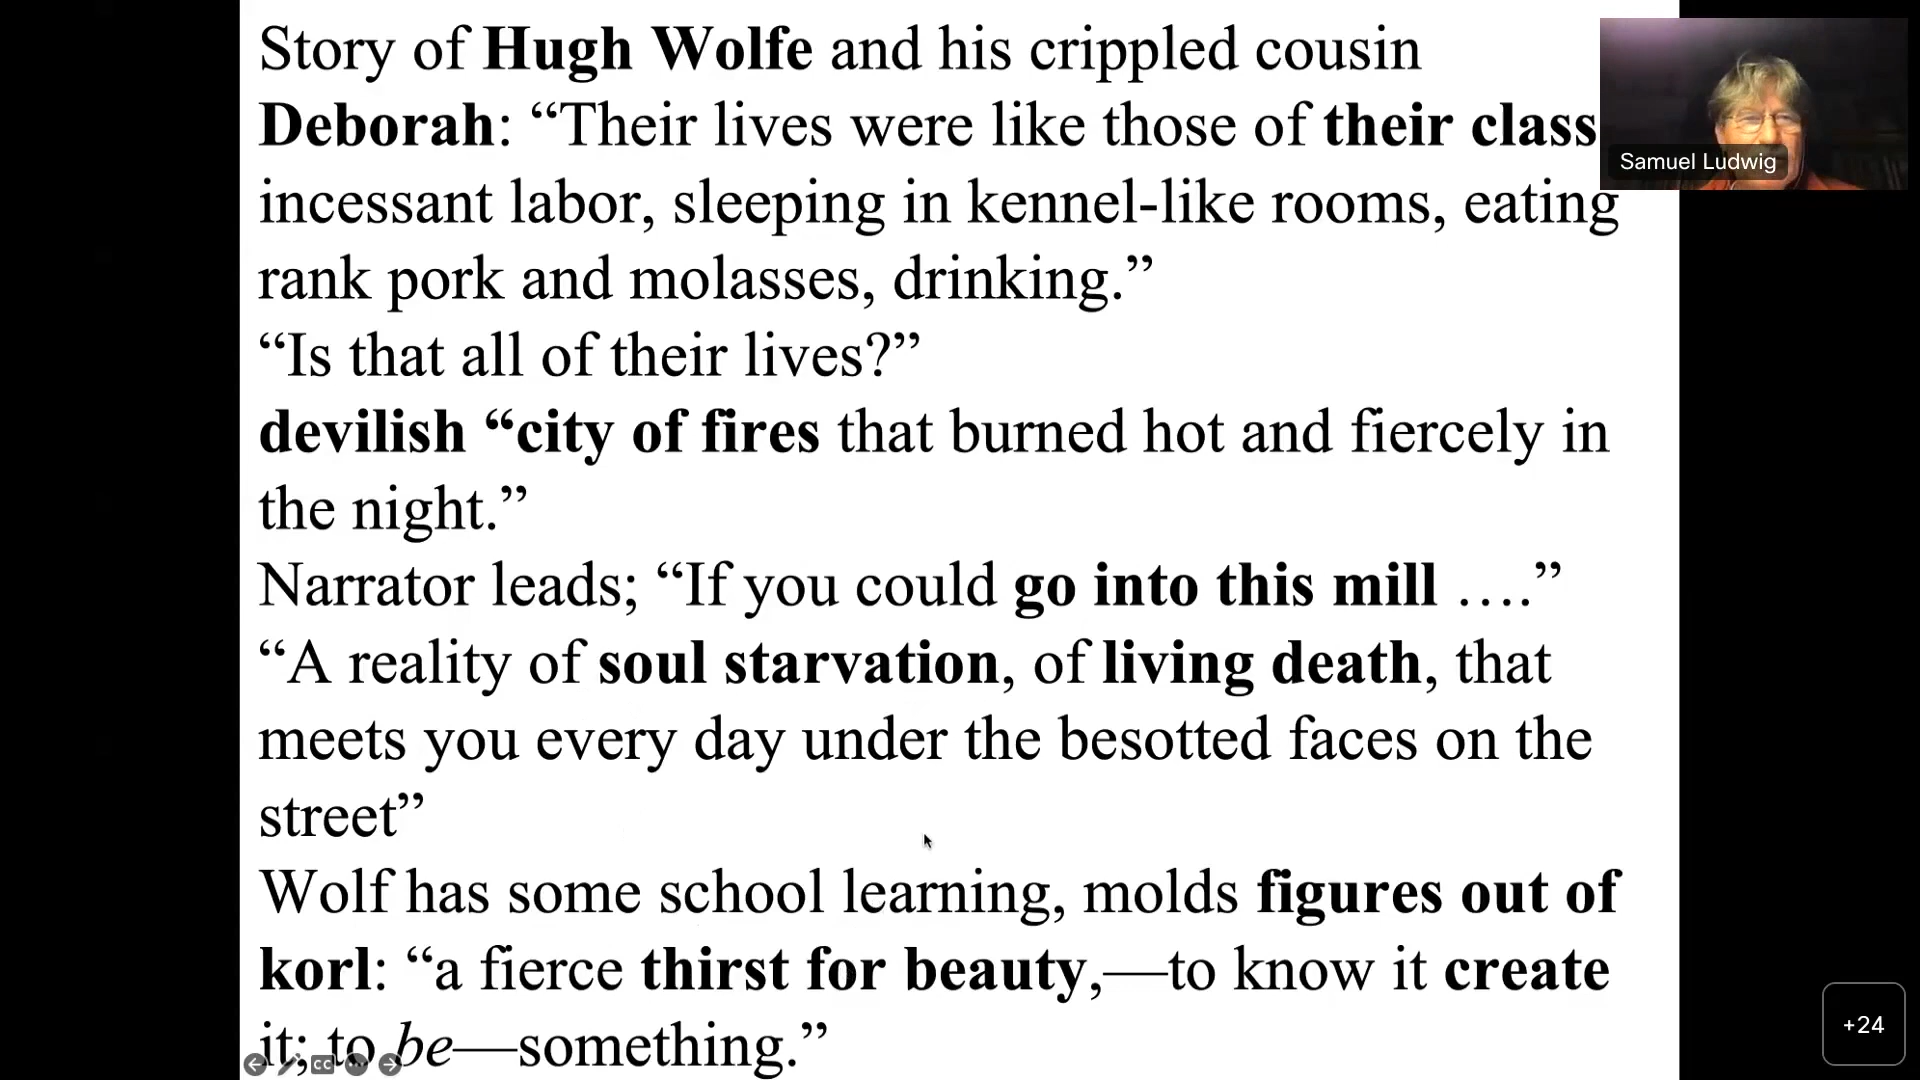 Story of Hugh Wolfe and his crippled cousin
Deborah: “Their lives were like those of their class
incessant labor, sleeping in kennel-like rooms, eating
rank pork and molasses, drinking.”
“Is that all of their lives?”
devilish “city of fires that burned hot and fiercely in
the night.”
Narrator leads; “If you could go into this mill ….”
“A reality of soul starvation, of living death, that
meets you every day under the besotted faces on the
street”
Wolf has some school learning, molds figures out of
korl: “a fierce thirst for beauty,—to know it create
it; to be—something.”
Samuel Ludwig
CC
+24